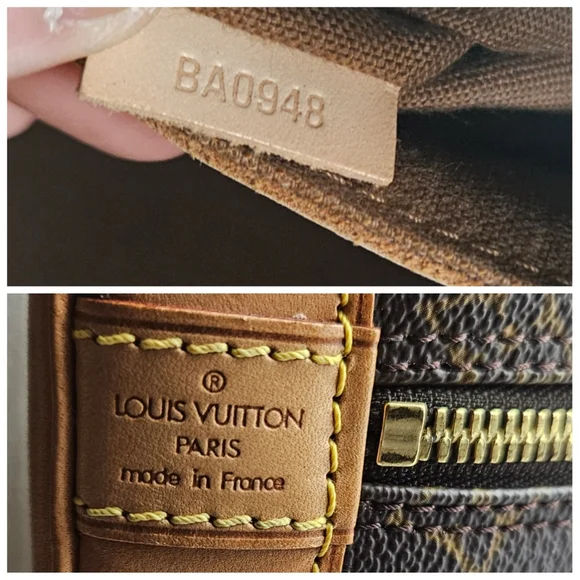 BA0948
®
LOUIS VUITTON
PARIS
made in France